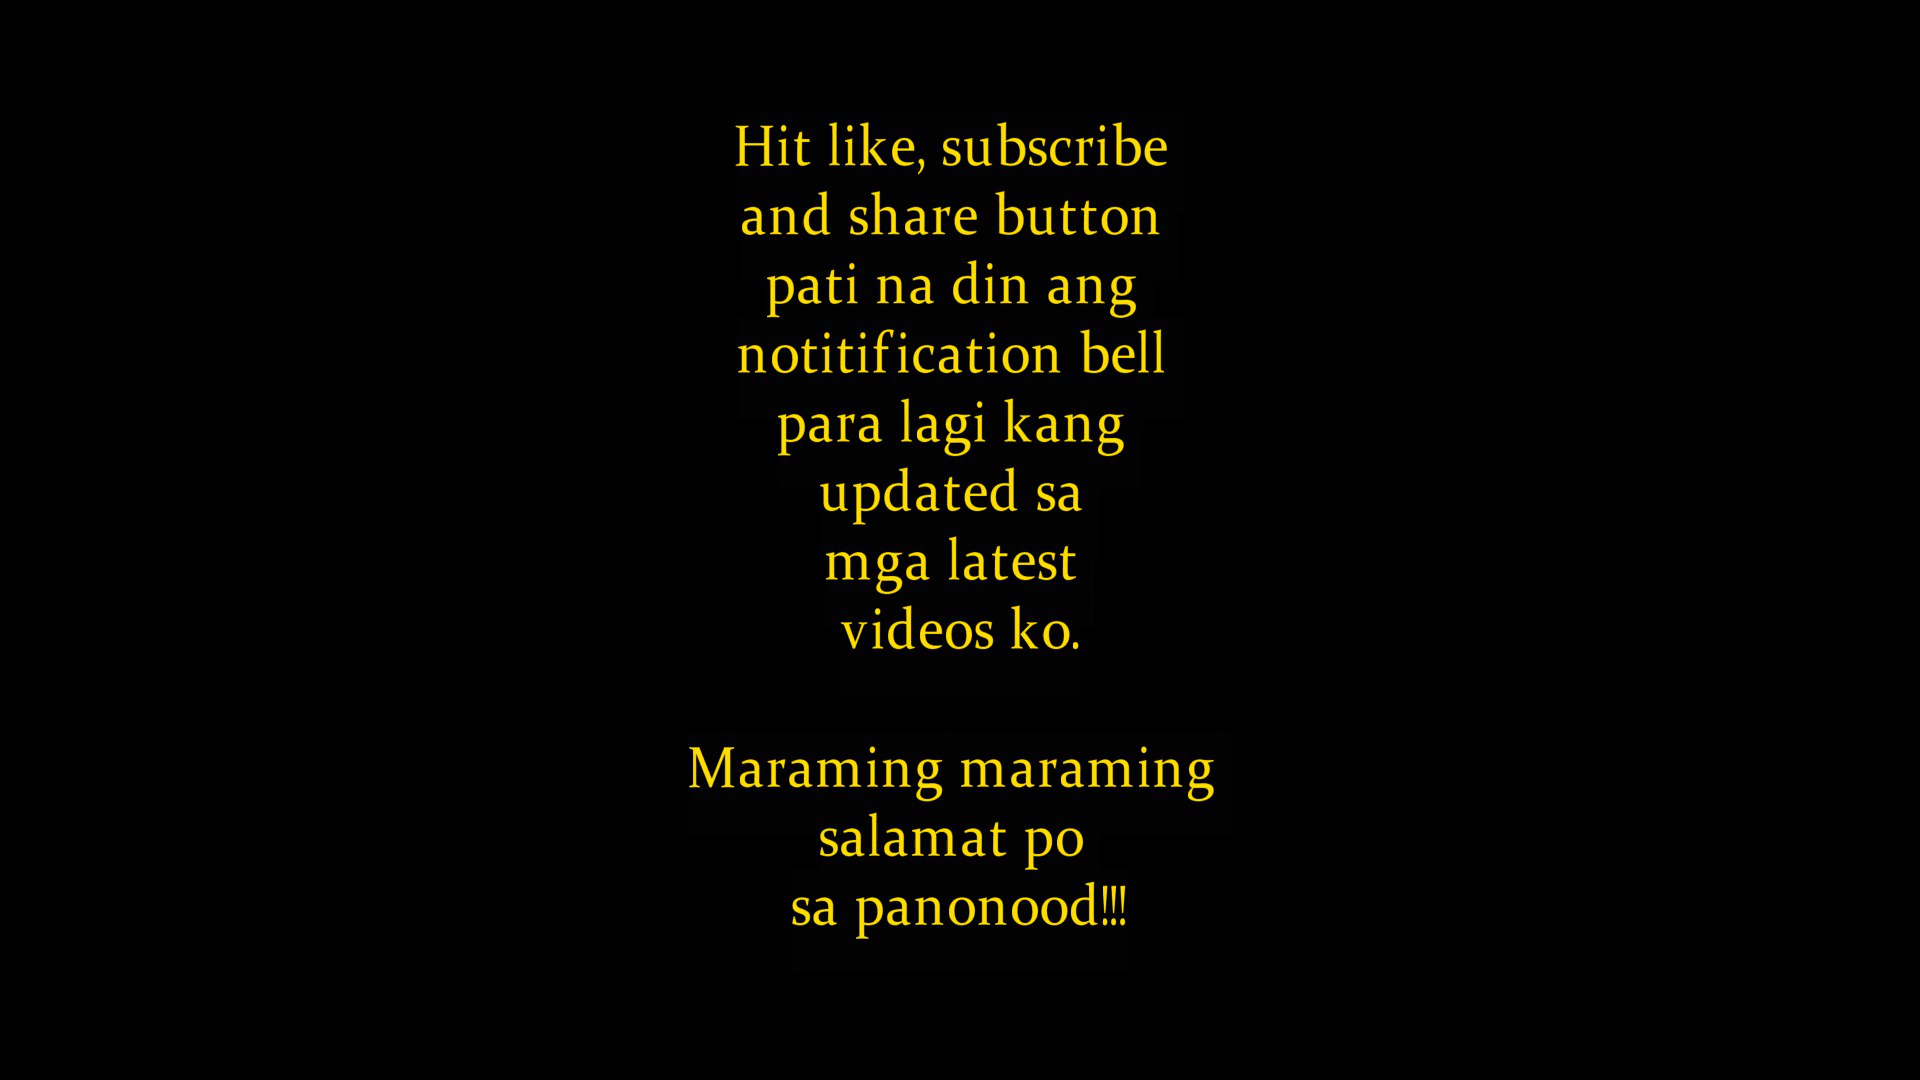 Hit like, subscribe
and share button
pati na din ang
notitification bell
para lagi kang
updated sa
mga latest
videos ko.
Maraming maraming
salamat po
sa panonood!!!